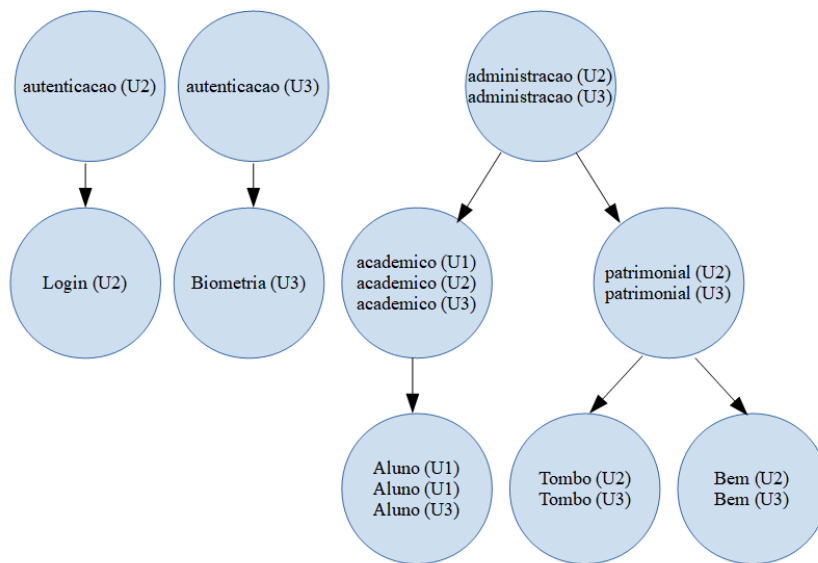 autenticacao (U2)
autenticacao (U3)
administracao (U2)
administracao (U3)
Login (U2)
Biometria (U3)
academico (U1)
academico (U2)
academico (U3)
patrimonial (U2)
patrimonial (U3)
Aluno (U1)
Aluno (U1)
Aluno (U3)
Tombo (U2)
Tombo (U3)
Bem (U2)
Bem (U3)